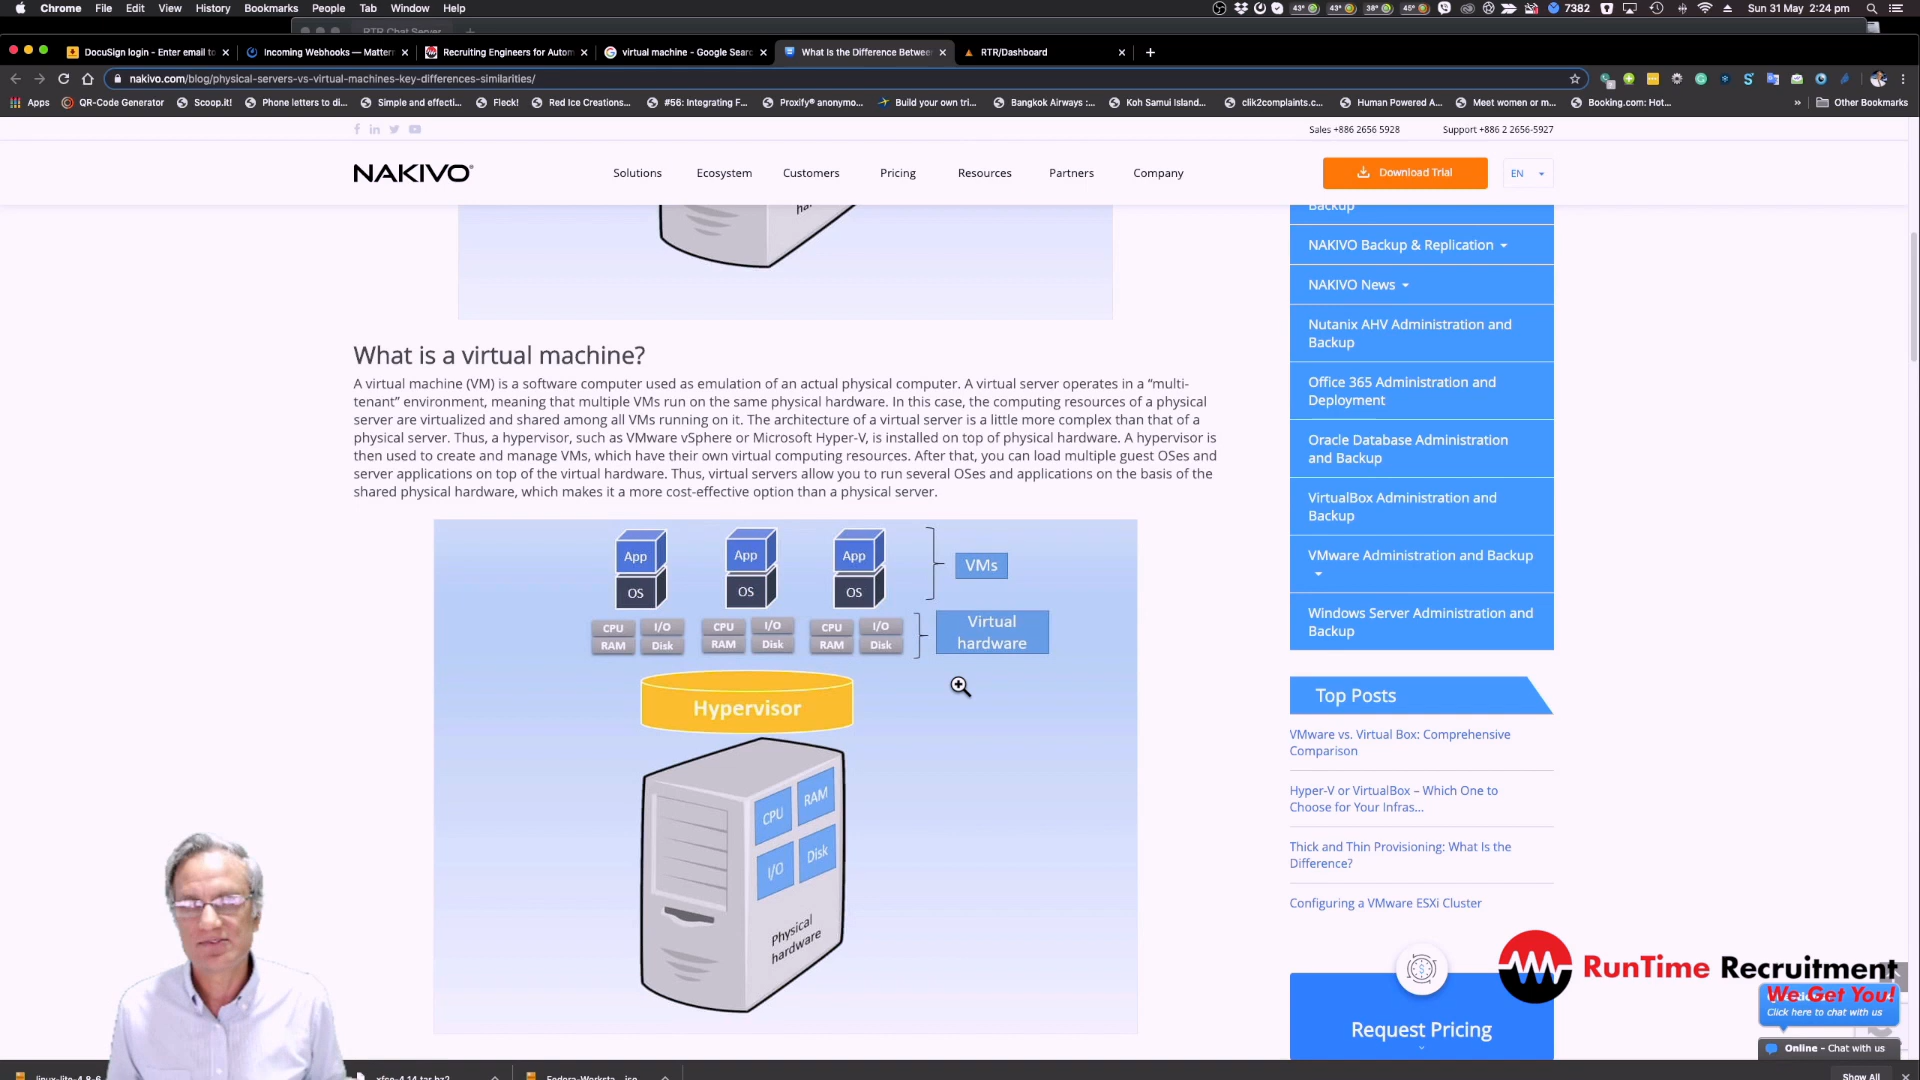 Chrome File Edit View History Bookmarks People Tab Window Help
43° 43° 38° 45° 7382 Sun 31 May 2:24 pm
RTR Chat Server
DocuSign login - Enter email to
Incoming Webhooks — Matterm
Recruiting Engineers for Autom
virtual machine - Google Searc
What Is the Difference Betwee
RTR/Dashboard
nakivo.com/blog/physical-servers-vs-virtual-machines-key-differences-similarities/
Apps QR-Code Generator Scoop.it! Phone letters to di... Simple and effecti... Fleck! Red Ice Creations... #56: Integrating F... Proxify® anonymo... Build your own tri... Bangkok Airways :... Koh Samui Island... clik2complaints.c... Human Powered A... Meet women or m... Booking.com: Hot... » Other Bookmarks
Sales +886 2656 5928 Support +886 2 2656-5927
NAKIVO®
Solutions Ecosystem Customers Pricing Resources Partners Company
Download Trial
EN
Backup
NAKIVO Backup & Replication
NAKIVO News
Nutanix AHV Administration and
Backup
Office 365 Administration and
Deployment
Oracle Database Administration
and Backup
VirtualBox Administration and
Backup
VMware Administration and Backup
Windows Server Administration and
Backup
What is a virtual machine?
A virtual machine (VM) is a software computer used as emulation of an actual physical computer. A virtual server operates in a “multi-
tenant” environment, meaning that multiple VMs run on the same physical hardware. In this case, the computing resources of a physical
server are virtualized and shared among all VMs running on it. The architecture of a virtual server is a little more complex than that of a
physical server. Thus, a hypervisor, such as VMware vSphere or Microsoft Hyper-V, is installed on top of physical hardware. A hypervisor is
then used to create and manage VMs, which have their own virtual computing resources. After that, you can load multiple guest OSes and
server applications on top of the virtual hardware. Thus, virtual servers allow you to run several OSes and applications on the basis of the
shared physical hardware, which makes it a more cost-effective option than a physical server.
App App App
OS OS OS
VMs
CPU I/O CPU I/O CPU I/O
RAM Disk RAM Disk RAM Disk
Virtual
hardware
Hypervisor
CPU RAM
I/O Disk
Physical
hardware
Top Posts
VMware vs. Virtual Box: Comprehensive
Comparison
Hyper-V or VirtualBox – Which One to
Choose for Your Infras...
Thick and Thin Provisioning: What Is the
Difference?
Configuring a VMware ESXi Cluster
RunTime Recruitment
We Get You!
Click here to chat with us
Request Pricing
Online - Chat with us
Show All